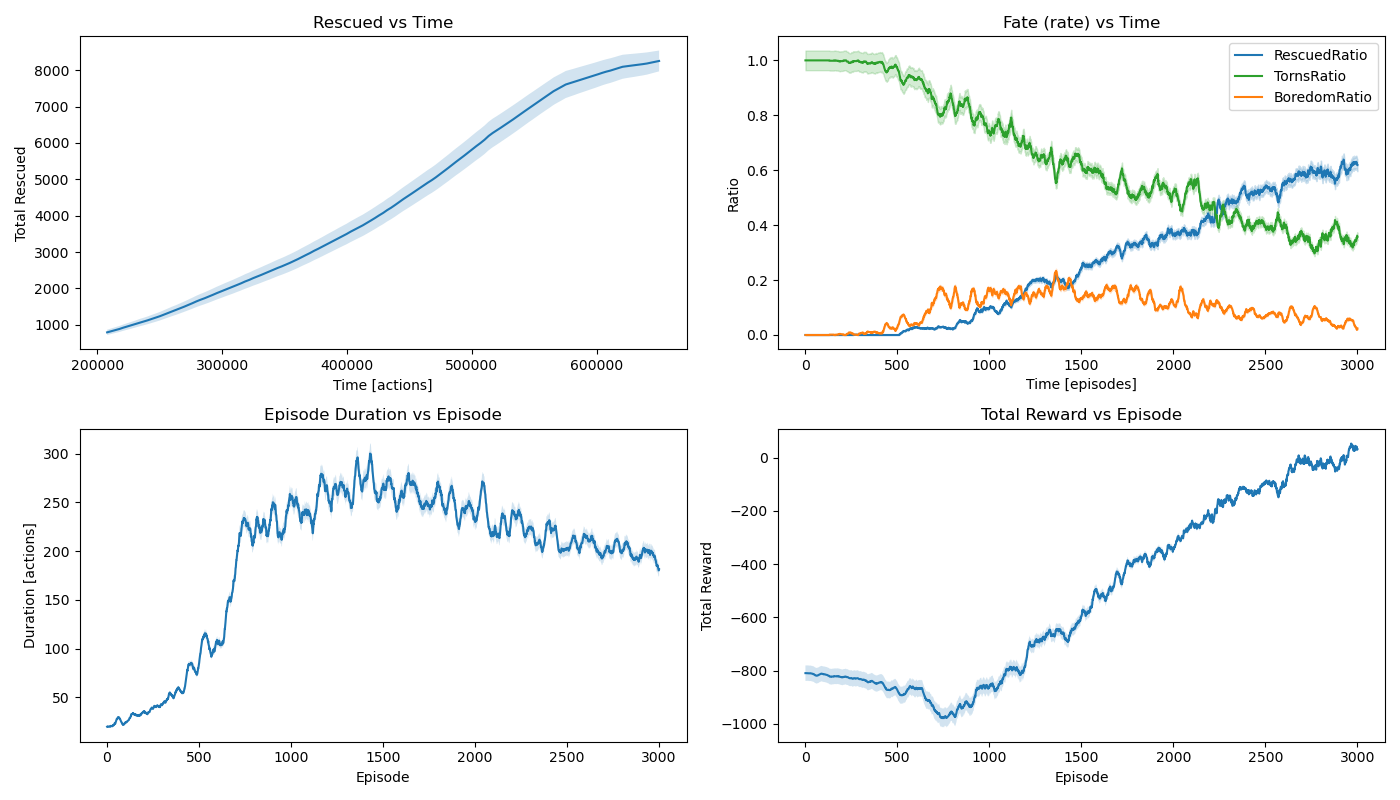 Rescued vs Time
Total Rescued
8000
7000
6000
5000
4000
3000
2000
1000
200000 300000 400000 500000 600000
Time [actions]
Fate (rate) vs Time
Ratio
1.0
0.8
0.6
0.4
0.2
0.0
RescuedRatio
TornsRatio
BoredomRatio
0 500 1000 1500 2000 2500 3000
Time [episodes]
Episode Duration vs Episode
Duration [actions]
300
250
200
150
100
50
0 500 1000 1500 2000 2500 3000
Episode
Total Reward vs Episode
Total Reward
0
−200
−400
−600
−800
−1000
0 500 1000 1500 2000 2500 3000
Episode